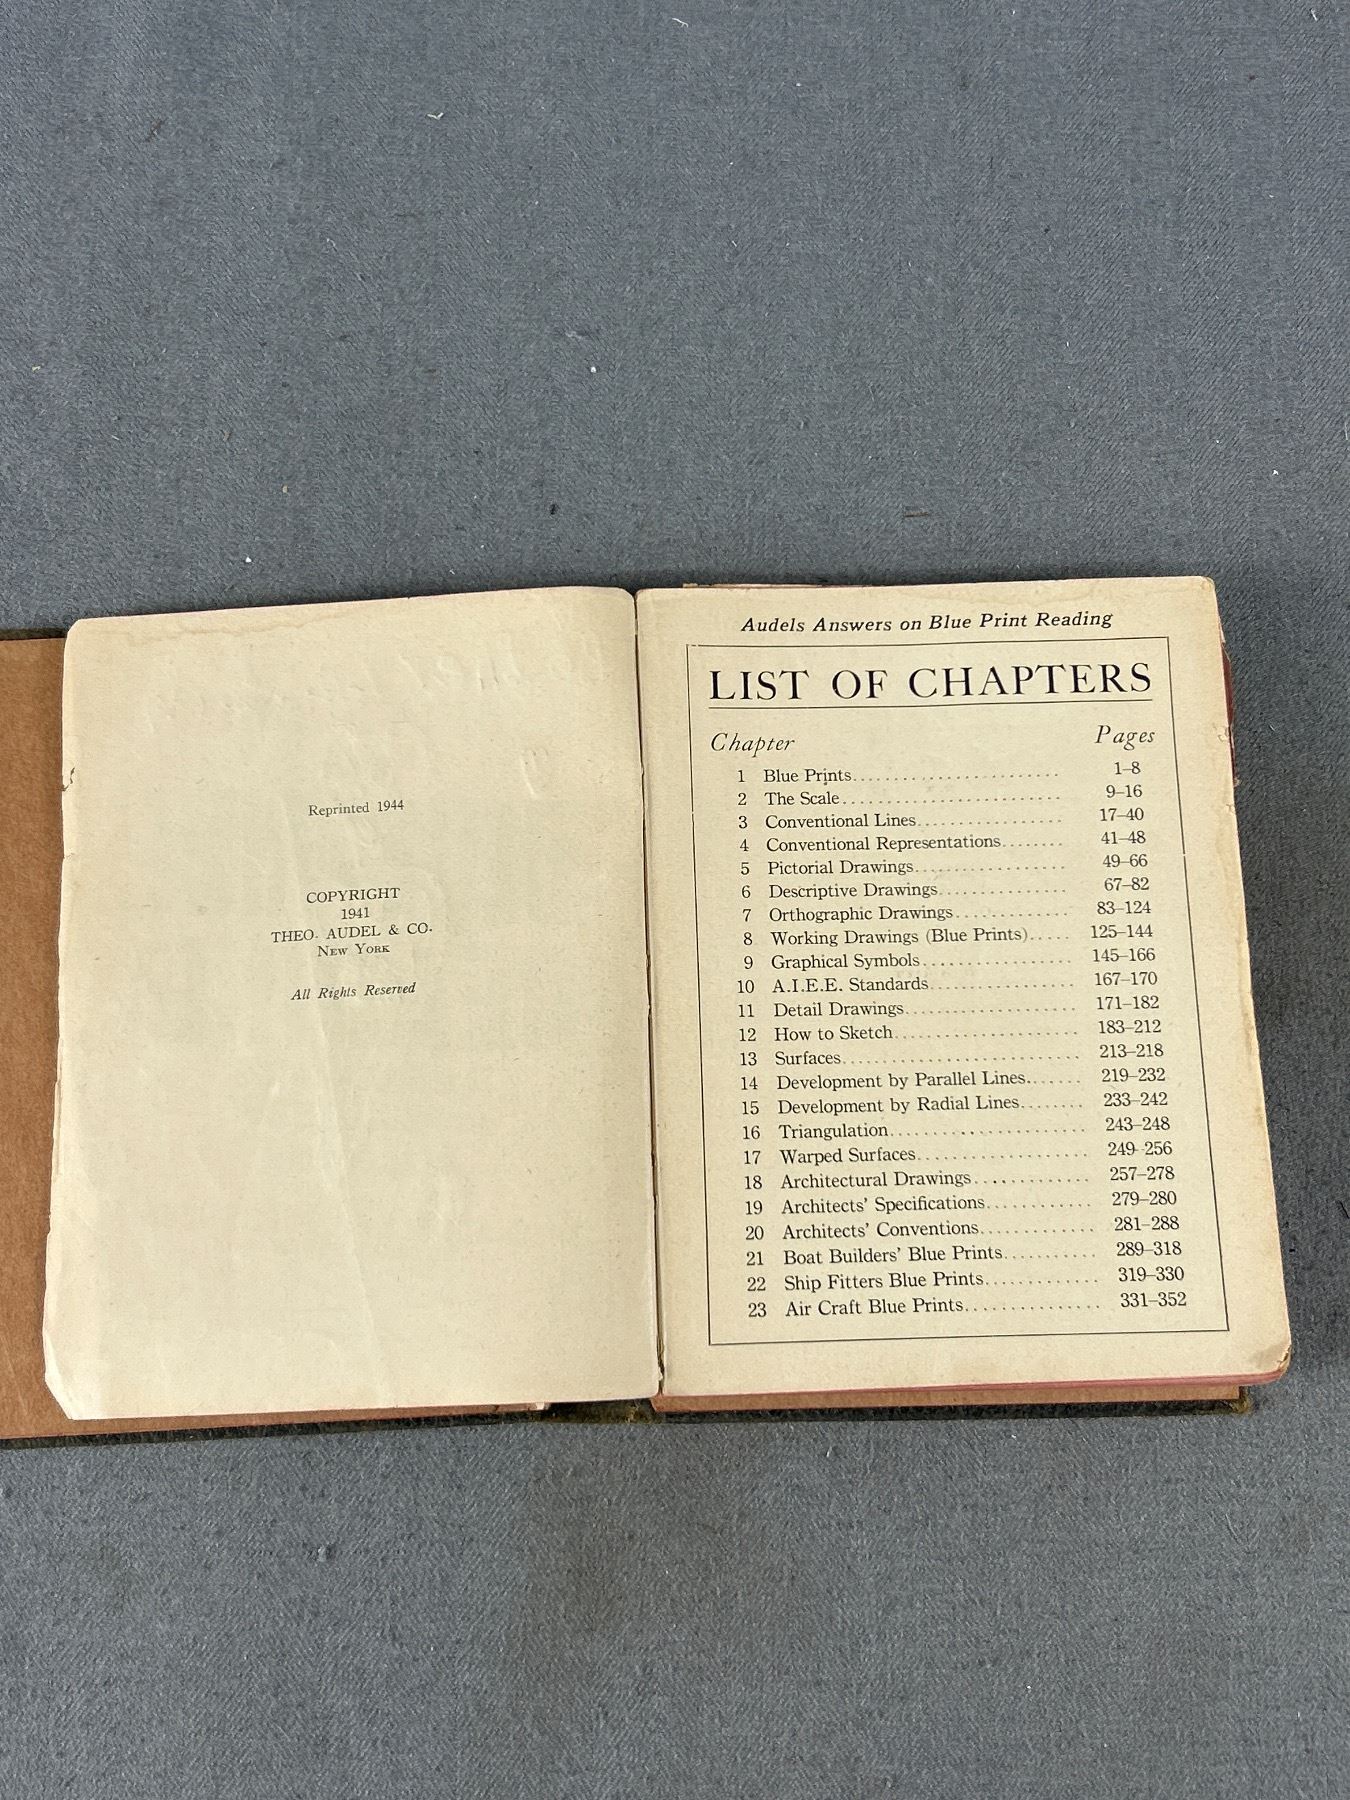 Reprinted 1944
COPYRIGHT
1941
THEO. AUDEL & CO.
New York
All Rights Reserved
Audels Answers on Blue Print Reading
LIST OF CHAPTERS
Chapter Pages
1 Blue Prints 1–8
2 The Scale 9–16
3 Conventional Lines 17–40
4 Conventional Representations 41–48
5 Pictorial Drawings 49–66
6 Descriptive Drawings 67–82
7 Orthographic Drawings 83–124
8 Working Drawings (Blue Prints) 125–144
9 Graphical Symbols 145–166
10 A.I.E.E. Standards 167–170
11 Detail Drawings 171–182
12 How to Sketch 183–212
13 Surfaces 213–218
14 Development by Parallel Lines 219–232
15 Development by Radial Lines 233–242
16 Triangulation 243–248
17 Warped Surfaces 249–256
18 Architectural Drawings 257–278
19 Architects' Specifications 279–280
20 Architects' Conventions 281–288
21 Boat Builders' Blue Prints 289–318
22 Ship Fitters Blue Prints 319–330
23 Air Craft Blue Prints 331–352